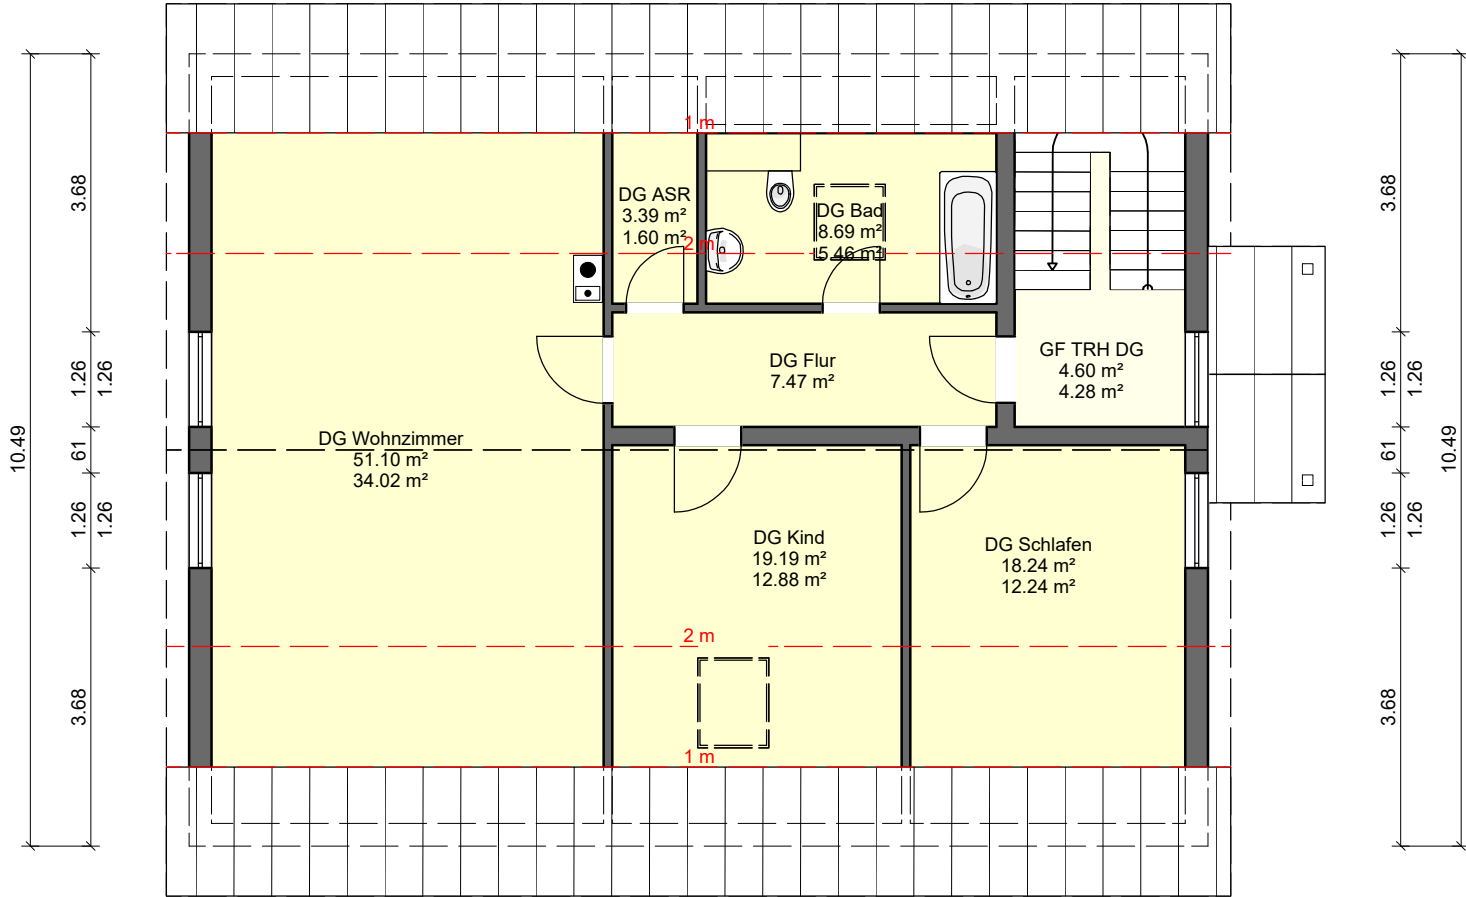 1 m
DG ASR
3.39 m²
1.60 m²
2 m
DG Bad
8.69 m²
5.46 m²
3.68
3.68
1.26
1.26
DG Flur
7.47 m²
GF TRH DG
4.60 m²
4.28 m²
1.26
1.26
10.49
61
DG Wohnzimmer
51.10 m²
34.02 m²
61
10.49
1.26
1.26
DG Kind
19.19 m²
12.88 m²
DG Schlafen
18.24 m²
12.24 m²
1.26
1.26
2 m
3.68
3.68
1 m